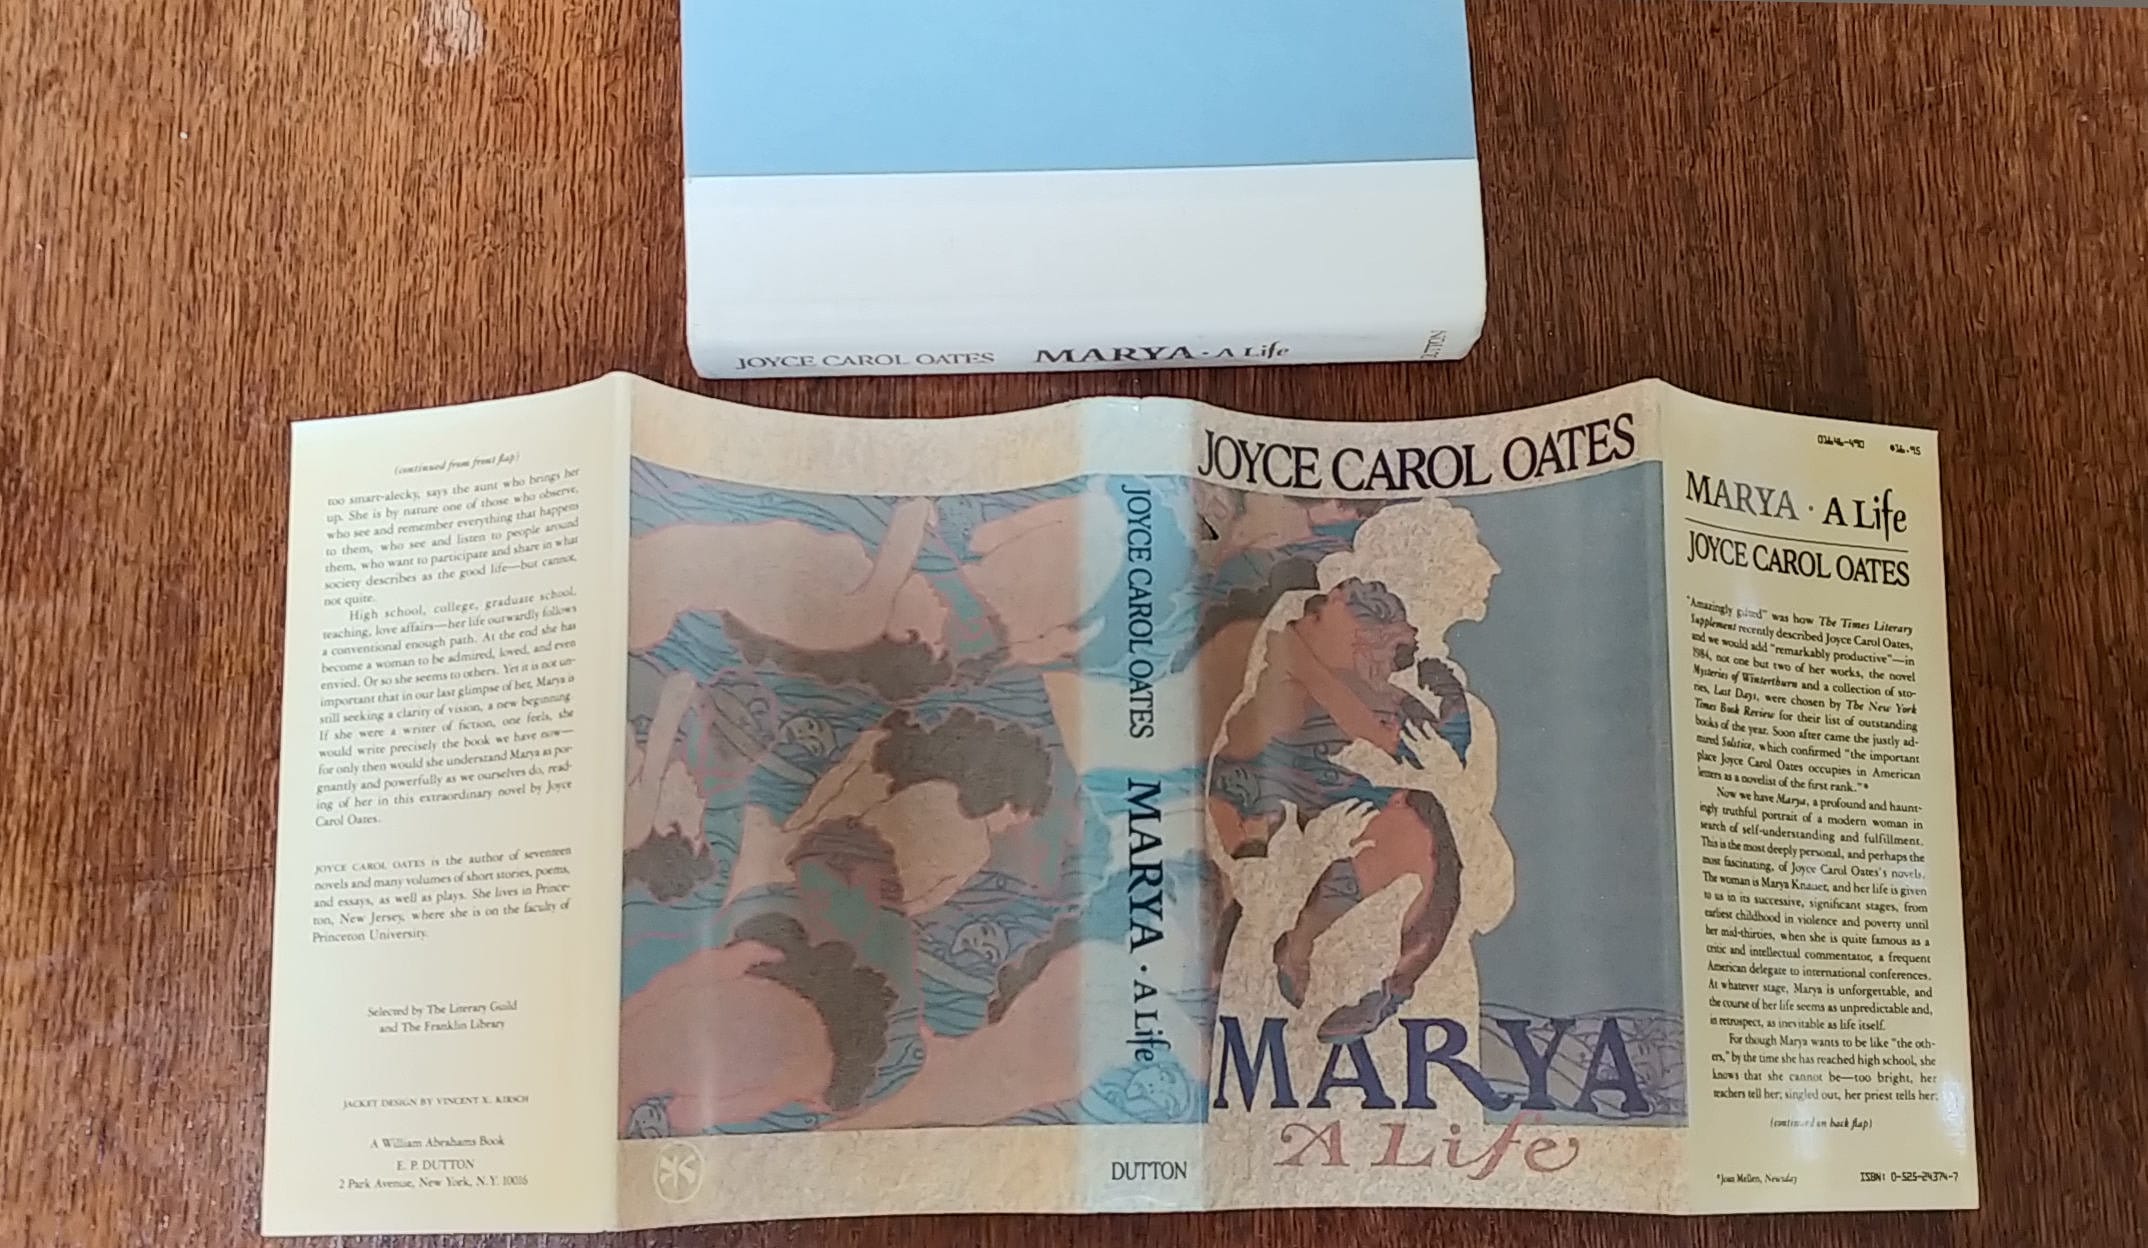 JOYCE CAROL OATES MARYA · A Life DUTTON
(continued from front flap)
too smart-alecky, says the aunt who brings her
up. She is by nature one of those who observe,
who see and remember everything that happens
to them, who see and listen to people around
them, who want to participate and share in what
society describes as the good life—but cannot,
not quite.
High school, college, graduate school,
teaching, love affairs—her life outwardly follows
a conventional enough path. At the end she has
become a woman to be admired, loved, and even
envied. Or so she seems to others. Yet it is not un-
important that in our last glimpse of her, Marya is
still seeking a clarity of vision, a new beginning.
If she were a writer of fiction, one feels, she
would write precisely the book we have now—
for only then would she understand Marya as poi-
gnantly and powerfully as we ourselves do, read-
ing of her in this extraordinary novel by Joyce
Carol Oates.
JOYCE CAROL OATES is the author of seventeen
novels and many volumes of short stories, poems,
and essays, as well as plays. She lives in Prince-
ton, New Jersey, where she is on the faculty of
Princeton University.
Selected by The Literary Guild
and The Franklin Library
JACKET DESIGN BY VINCENT X. KIRSCH
A William Abrahams Book
E. P. DUTTON
2 Park Avenue, New York, N.Y. 10016
JOYCE CAROL OATES MARYA · A Life
DUTTON
JOYCE CAROL OATES
MARYA
A Life
01646-490 $16.95
MARYA · A Life
JOYCE CAROL OATES
"Amazingly gifted" was how The Times Literary
Supplement recently described Joyce Carol Oates,
and we would add "remarkably productive"—in
1984, not one but two of her works, the novel
Mysteries of Winterthurn and a collection of sto-
ries, Last Days, were chosen by The New York
Times Book Review for their list of outstanding
books of the year. Soon after came the justly ad-
mired Solstice, which confirmed "the important
place Joyce Carol Oates occupies in American
letters as a novelist of the first rank."*
Now we have Marya, a profound and haunt-
ingly truthful portrait of a modern woman in
search of self-understanding and fulfillment.
This is the most deeply personal, and perhaps the
most fascinating, of Joyce Carol Oates's novels.
The woman is Marya Knauer, and her life is given
to us in its successive, significant stages, from
earliest childhood in violence and poverty until
her mid-thirties, when she is quite famous as a
critic and intellectual commentator, a frequent
American delegate to international conferences.
At whatever stage, Marya is unforgettable, and
the course of her life seems as unpredictable and,
in retrospect, as inevitable as life itself.
For though Marya wants to be like "the oth-
ers," by the time she has reached high school, she
knows that she cannot be—too bright, her
teachers tell her; singled out, her priest tells her;
(continued on back flap)
*Joan Mellen, Newsday
ISBN: 0-525-24374-7